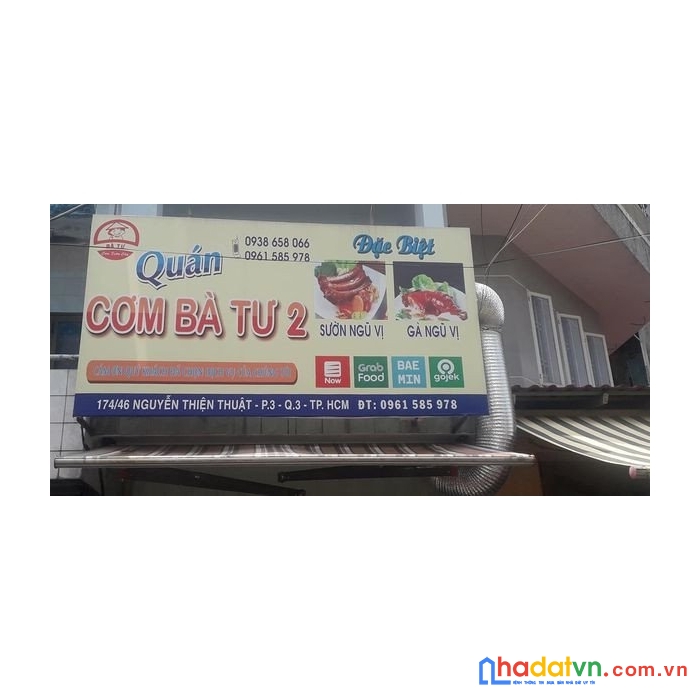 BÀ TƯ
0938 658 066
0961 585 978
Đặc Biệt
Quán
CƠM BÀ TƯ 2
SƯỜN NGŨ VỊ
GÀ NGŨ VỊ
Now
Grab Food
BAE MIN
gojek
174/46 NGUYỄN THIỆN THUẬT - P.3 - Q.3 - TP. HCM ĐT: 0961 585 978
nhadatvn.com.vn